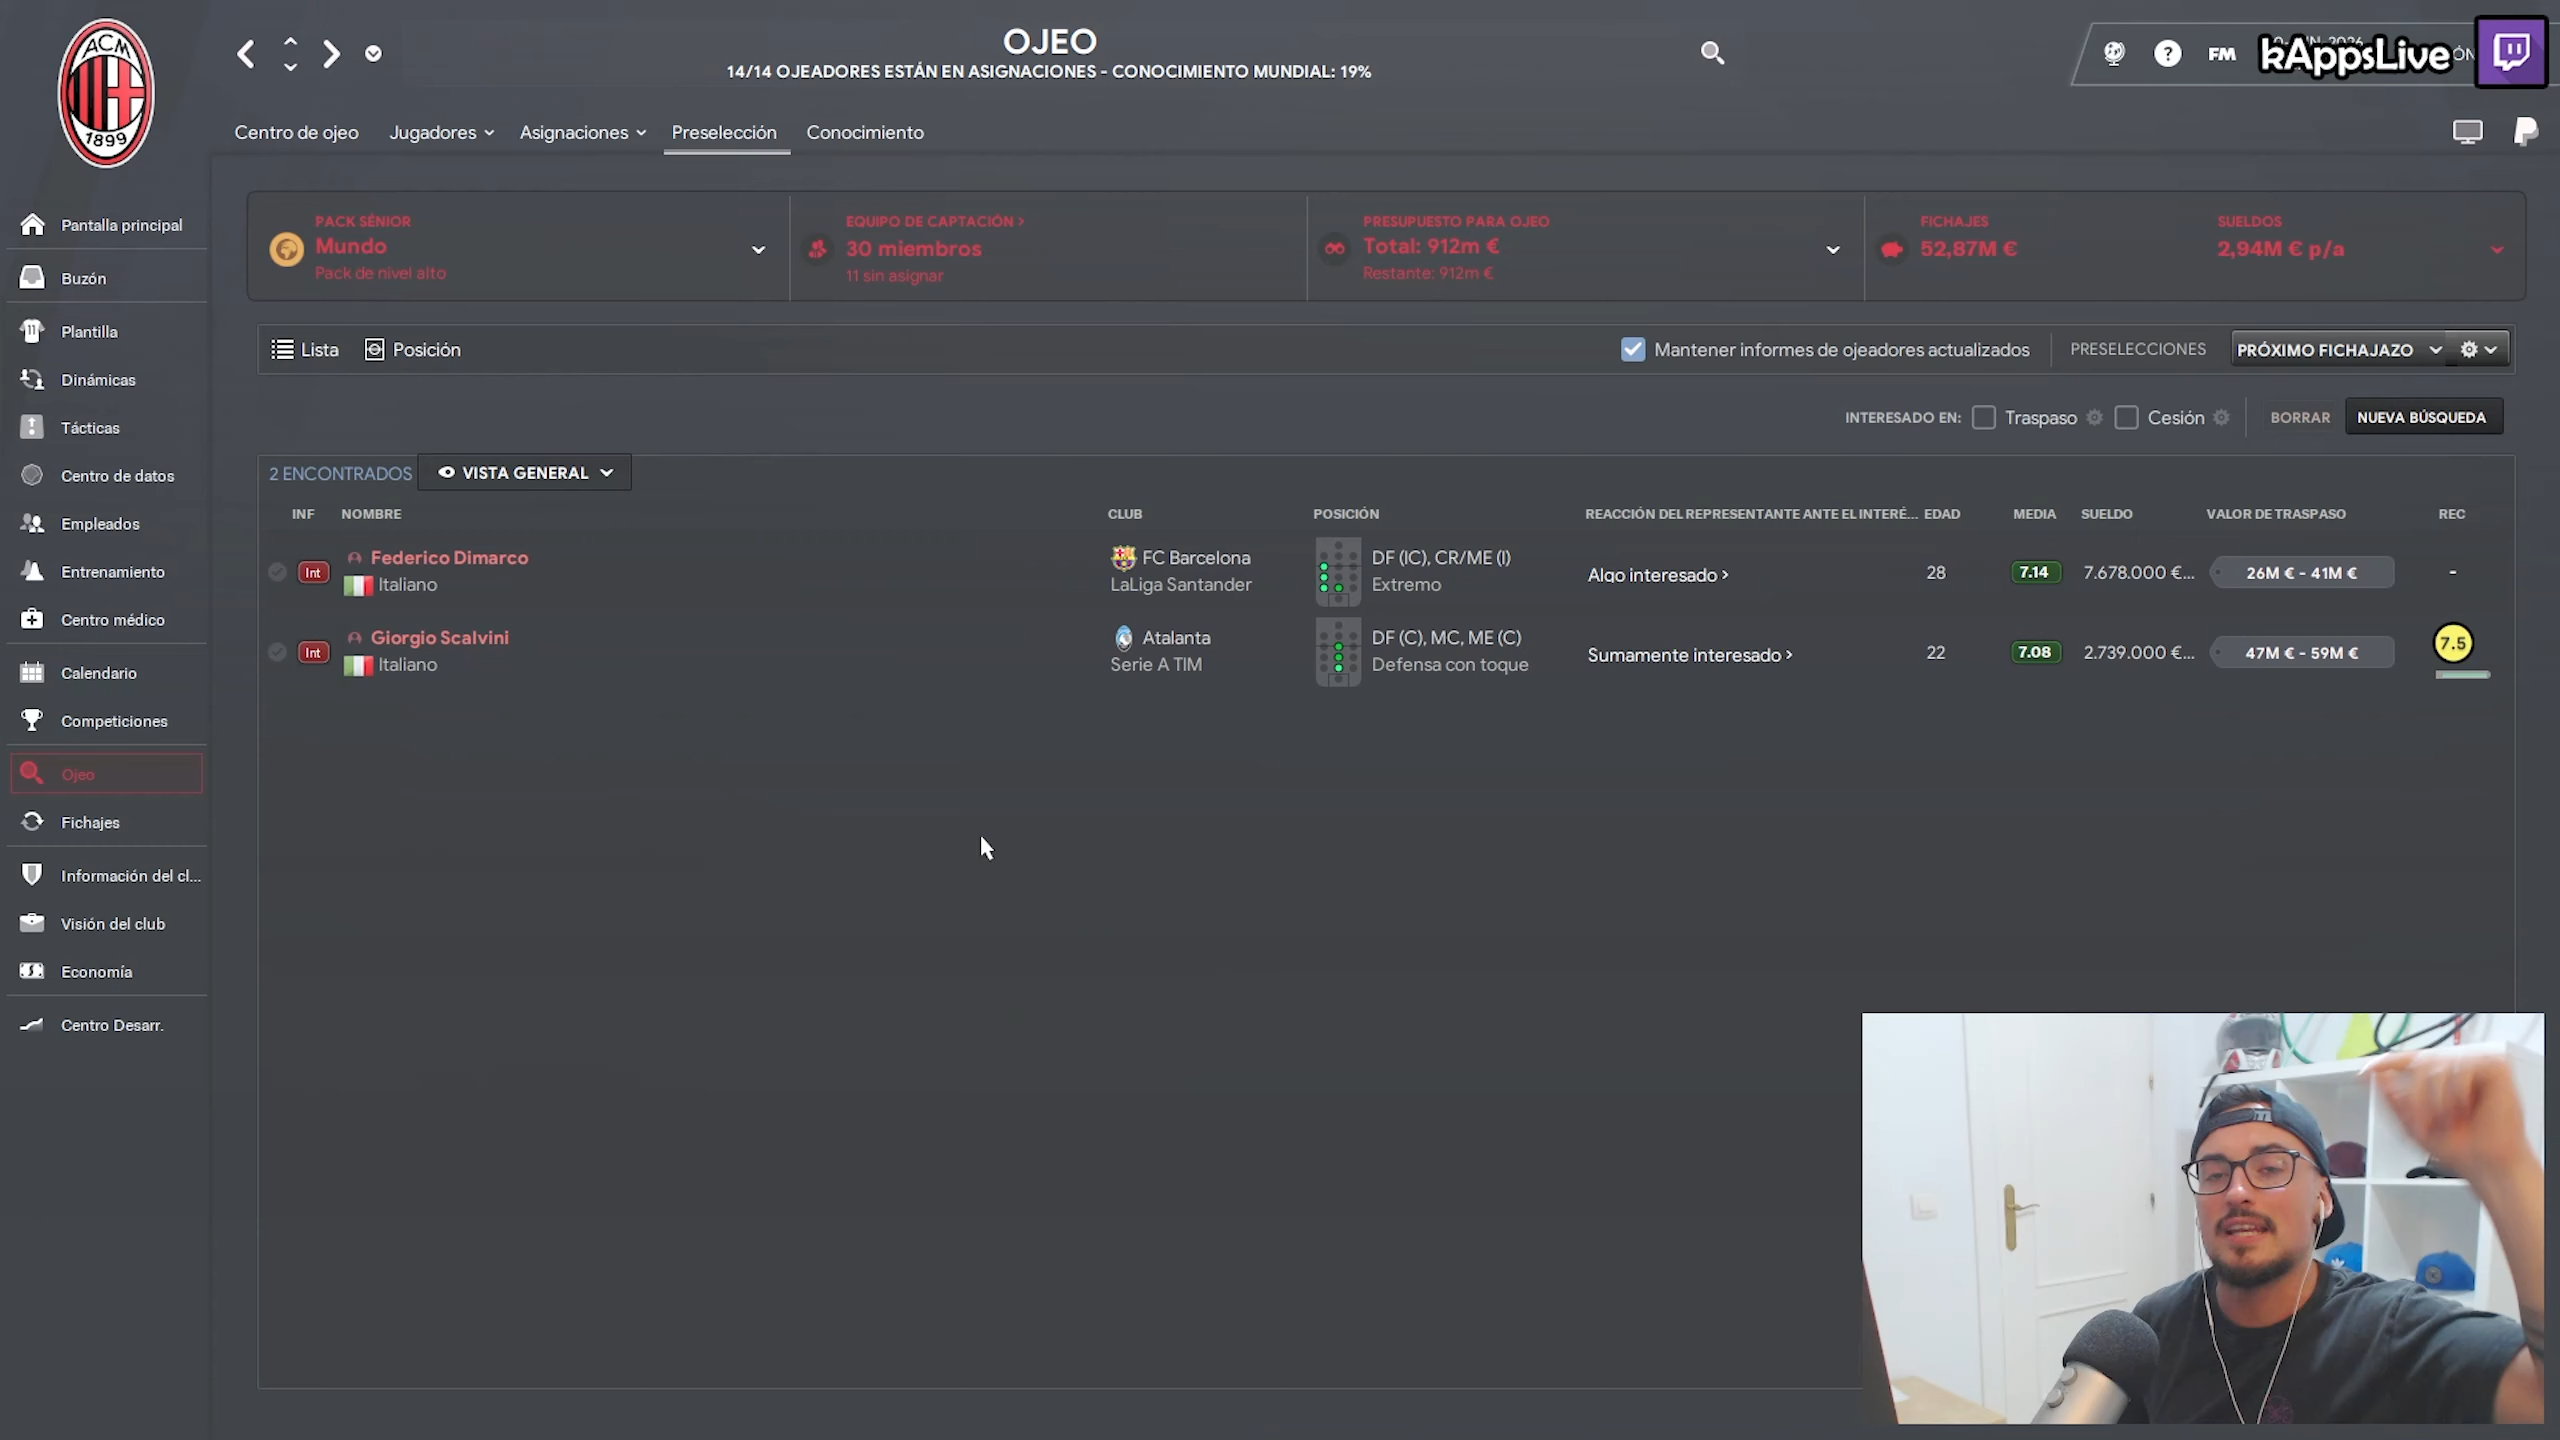 ACM
1899
OJEO
14/14 OJEADORES ESTÁN EN ASIGNACIONES - CONOCIMIENTO MUNDIAL: 19%
FM
kAppsLive
Centro de ojeo
Jugadores
Asignaciones
Preselección
Conocimiento
Pantalla principal
Buzón
Plantilla
Dinámicas
Tácticas
Centro de datos
Empleados
Entrenamiento
Centro médico
Calendario
Competiciones
Ojeo
Fichajes
Información del cl...
Visión del club
Economía
Centro Desarr.
PACK SÉNIOR
Mundo
Pack de nivel alto
EQUIPO DE CAPTACIÓN >
30 miembros
11 sin asignar
PRESUPUESTO PARA OJEO
Total: 912m €
Restante: 912m €
FICHAJES
52,87M €
SUELDOS
2,94M € p/a
Lista
Posición
Mantener informes de ojeadores actualizados
PRESELECCIONES
PRÓXIMO FICHAJAZO
INTERESADO EN:
Traspaso
Cesión
BORRAR
NUEVA BÚSQUEDA
2 ENCONTRADOS
VISTA GENERAL
INF NOMBRE CLUB POSICIÓN REACCIÓN DEL REPRESENTANTE ANTE EL INTERÉ... EDAD MEDIA SUELDO VALOR DE TRASPASO REC
Int Federico Dimarco FC Barcelona DF (IC), CR/ME (I) Algo interesado > 28 7.14 7.678.000 €... 26M € - 41M € -
Italiano LaLiga Santander Extremo
Int Giorgio Scalvini Atalanta DF (C), MC, ME (C) Sumamente interesado > 22 7.08 2.739.000 €... 47M € - 59M € 7.5
Italiano Serie A TIM Defensa con toque